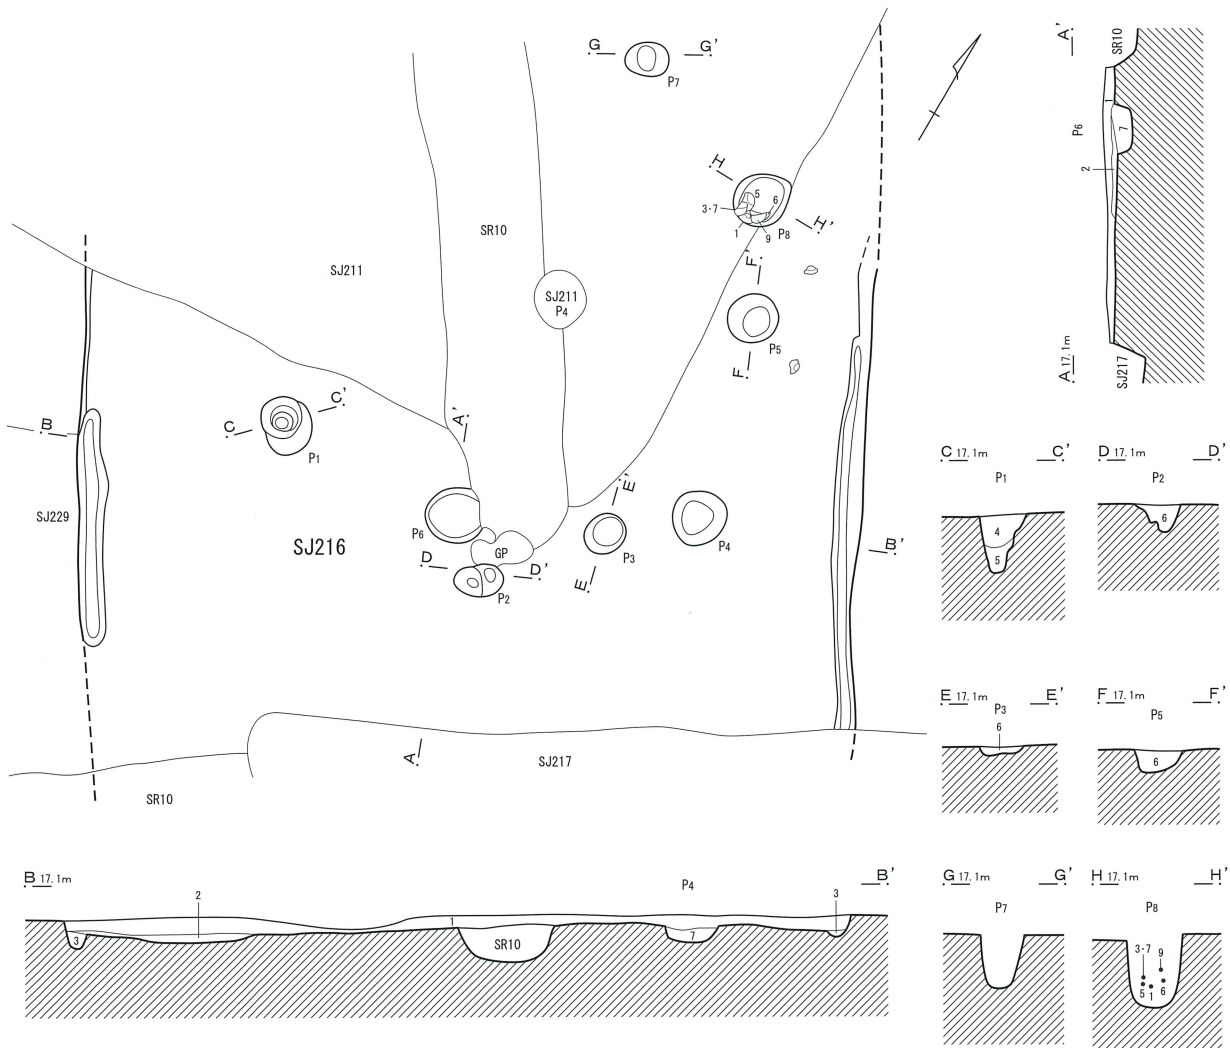 G G'
P7
H
5
3・7
6
1
9
P8
H'
SR10
SJ211
SJ211
P4
F'
P5
F
C'
C
P1
B
A'
E'
P6
GP
P3
P4
B'
SJ229
SJ216
D
D'
E
P2
A
SJ217
SR10
A'
SR10
1
P6
7
2
A 17.1m
SJ217
C 17.1m C'
P1
4
5
D 17.1m D'
P2
6
E 17.1m E'
P3
6
F 17.1m F'
P5
6
B 17.1m B'
2
P4
3
1
3
SR10
7
G 17.1m G'
P7
H 17.1m H'
P8
3・7
9
5
1
6